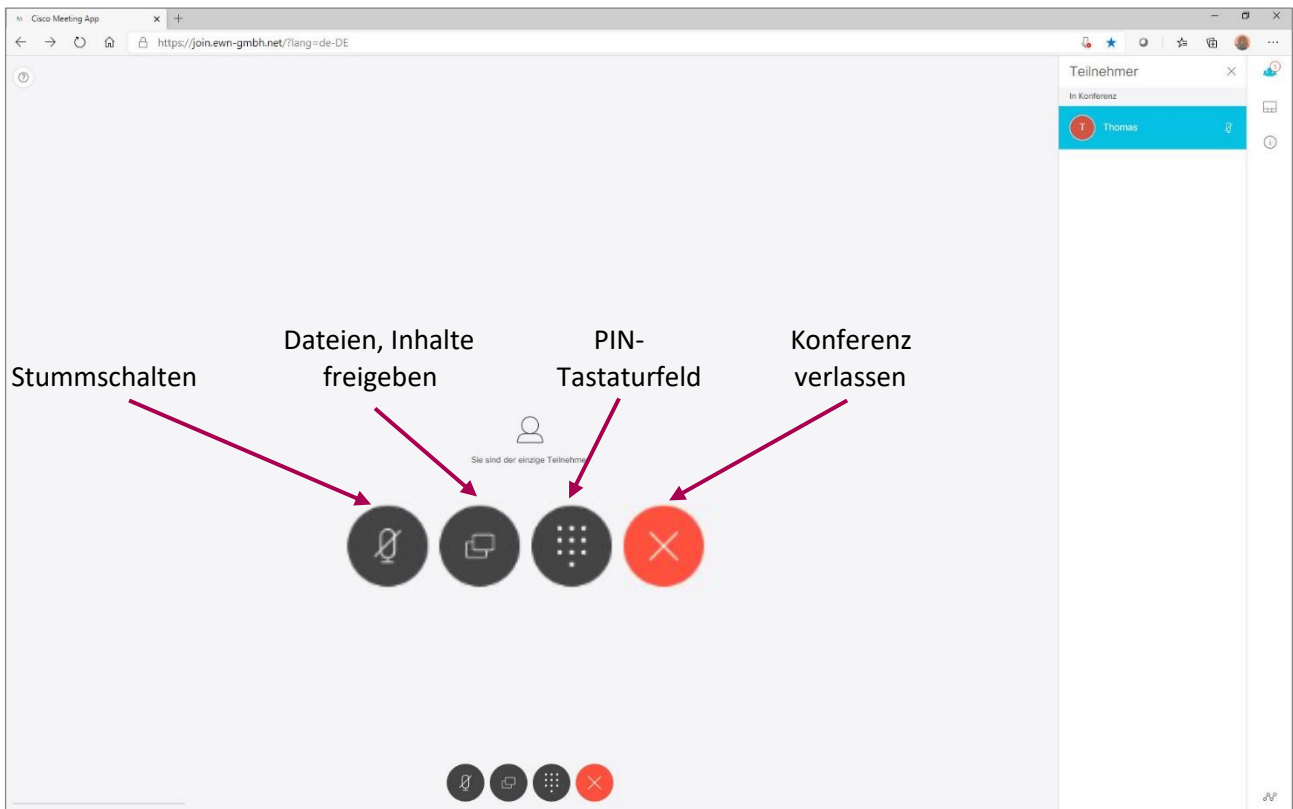 Cisco Meeting App
https://join.ewn-gmbh.net/?lang=de-DE
Teilnehmer
In Konferenz
T Thomas
Dateien, Inhalte
freigeben
PIN-
Tastaturfeld
Konferenz
verlassen
Stummschalten
Sie sind der einzige Teilnehmer